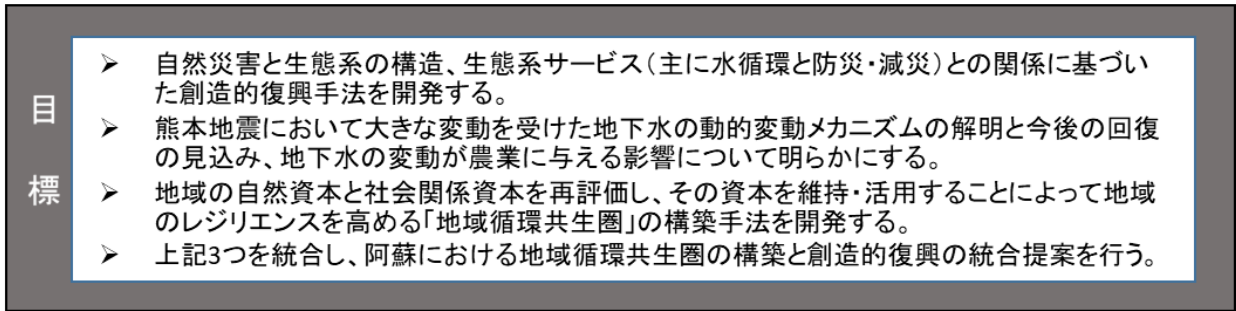 目標
➢ 自然災害と生態系の構造、生態系サービス（主に水循環と防災・減災）との関係に基づい
た創造的復興手法を開発する。
➢ 熊本地震において大きな変動を受けた地下水の動的変動メカニズムの解明と今後の回復
の見込み、地下水の変動が農業に与える影響について明らかにする。
➢ 地域の自然資本と社会関係資本を再評価し、その資本を維持・活用することによって地域
のレジリエンスを高める「地域循環共生圏」の構築手法を開発する。
➢ 上記3つを統合し、阿蘇における地域循環共生圏の構築と創造的復興の統合提案を行う。